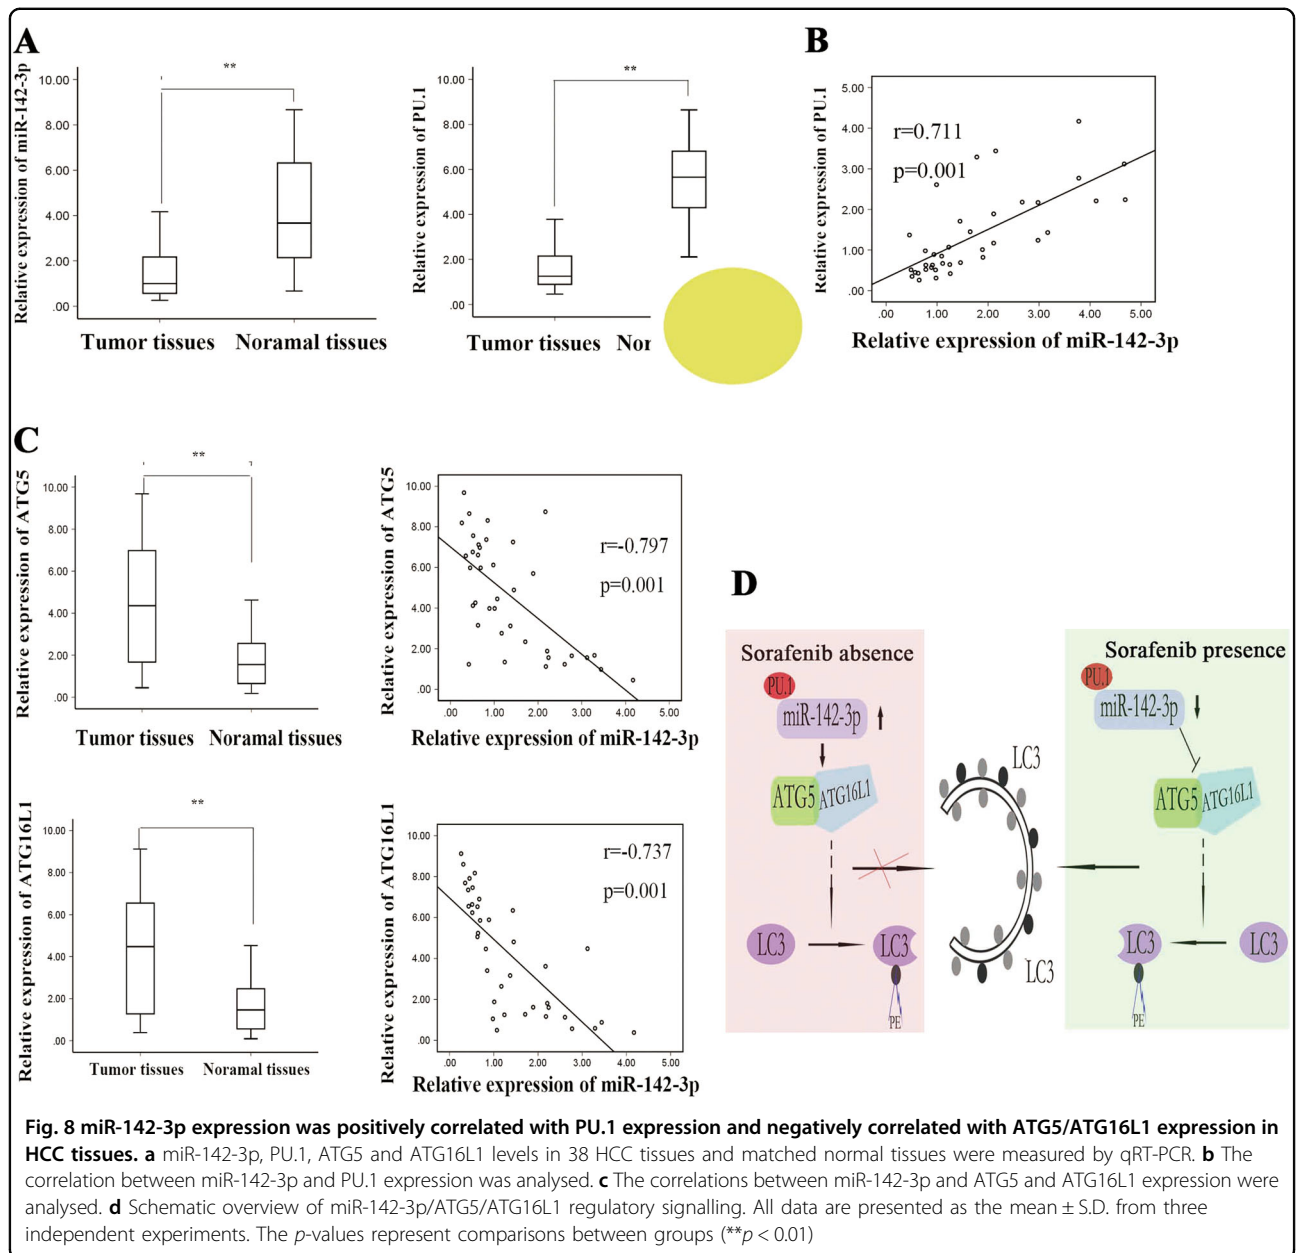 A
Relative expression of miR-142-3p
10.00
8.00
6.00
4.00
2.00
.00
**
Tumor tissues
Noramal tissues
Relative expression of PU.1
10.00
8.00
6.00
4.00
2.00
.00
**
Tumor tissues
B
Relative expression of PU.1
5.00
4.00
3.00
2.00
1.00
.00
r=0.711
p=0.001
.00 1.00 2.00 3.00 4.00 5.00
Relative expression of miR-142-3p
C
Relative expression of ATG5
10.00
8.00
6.00
4.00
2.00
.00
**
Tumor tissues
Noramal tissues
Relative expression of ATG5
10.00
8.00
6.00
4.00
2.00
.00
r=-0.797
p=0.001
.00 1.00 2.00 3.00 4.00 5.00
Relative expression of miR-142-3p
Relative expression of ATG16L1
10.00
8.00
6.00
4.00
2.00
.00
**
Tumor tissues
Noramal tissues
Relative expression of ATG16L1
10.00
8.00
6.00
4.00
2.00
.00
r=-0.737
p=0.001
.00 1.00 2.00 3.00 4.00 5.00
Relative expression of miR-142-3p
D
Sorafenib absence
PU.1
miR-142-3p
ATG5
ATG16L1
LC3
LC3
PE
LC3
LC3
Sorafenib presence
PU.1
miR-142-3p
ATG5
ATG16L1
LC3
LC3
PE
Fig. 8 miR-142-3p expression was positively correlated with PU.1 expression and negatively correlated with ATG5/ATG16L1 expression in
HCC tissues. a miR-142-3p, PU.1, ATG5 and ATG16L1 levels in 38 HCC tissues and matched normal tissues were measured by qRT-PCR. b The
correlation between miR-142-3p and PU.1 expression was analysed. c The correlations between miR-142-3p and ATG5 and ATG16L1 expression were
analysed. d Schematic overview of miR-142-3p/ATG5/ATG16L1 regulatory signalling. All data are presented as the mean ± S.D. from three
independent experiments. The p-values represent comparisons between groups (**p < 0.01)